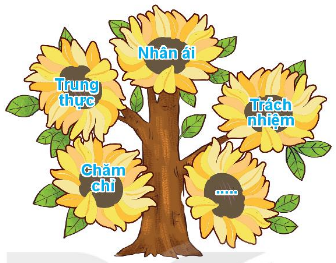 Nhân ái
Trung
thực
Trách
nhiệm
Chăm
chỉ
.....